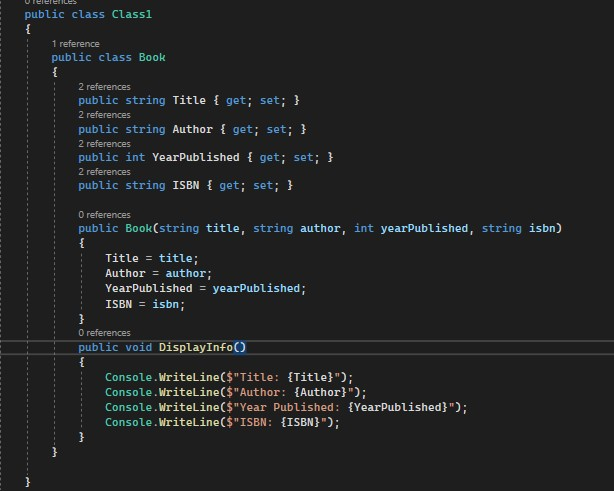 0 references
public class Class1
{
1 reference
public class Book
{
2 references
public string Title { get; set; }
2 references
public string Author { get; set; }
2 references
public int YearPublished { get; set; }
2 references
public string ISBN { get; set; }
0 references
public Book(string title, string author, int yearPublished, string isbn)
{
Title = title;
Author = author;
YearPublished = yearPublished;
ISBN = isbn;
}
0 references
public void DisplayInfo()
{
Console.WriteLine($"Title: {Title}");
Console.WriteLine($"Author: {Author}");
Console.WriteLine($"Year Published: {YearPublished}");
Console.WriteLine($"ISBN: {ISBN}");
}
}
}